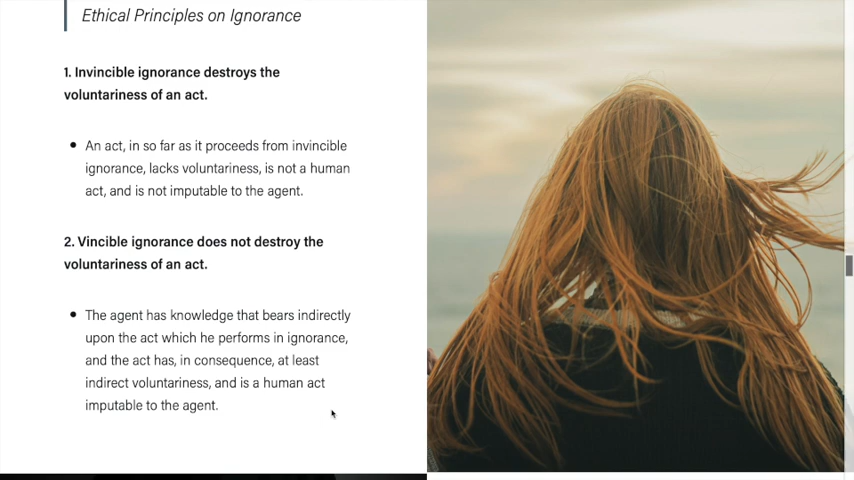 Ethical Principles on Ignorance
1. Invincible ignorance destroys the
voluntariness of an act.
• An act, in so far as it proceeds from invincible
ignorance, lacks voluntariness, is not a human
act, and is not imputable to the agent.
2. Vincible ignorance does not destroy the
voluntariness of an act.
• The agent has knowledge that bears indirectly
upon the act which he performs in ignorance,
and the act has, in consequence, at least
indirect voluntariness, and is a human act
imputable to the agent.